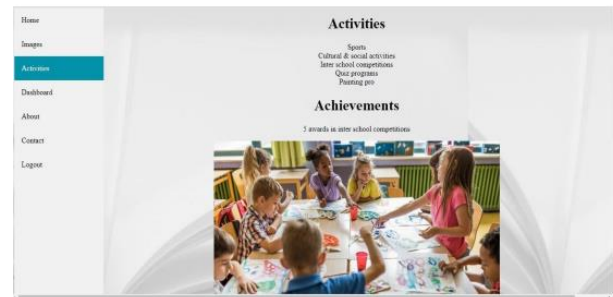 Home
Images
Activities
Dashboard
About
Contact
Logout
Activities
Sports
Cultural & social activities
Inter school competitions
Quiz programs
Painting pro
Achievements
5 awards in inter school competitions